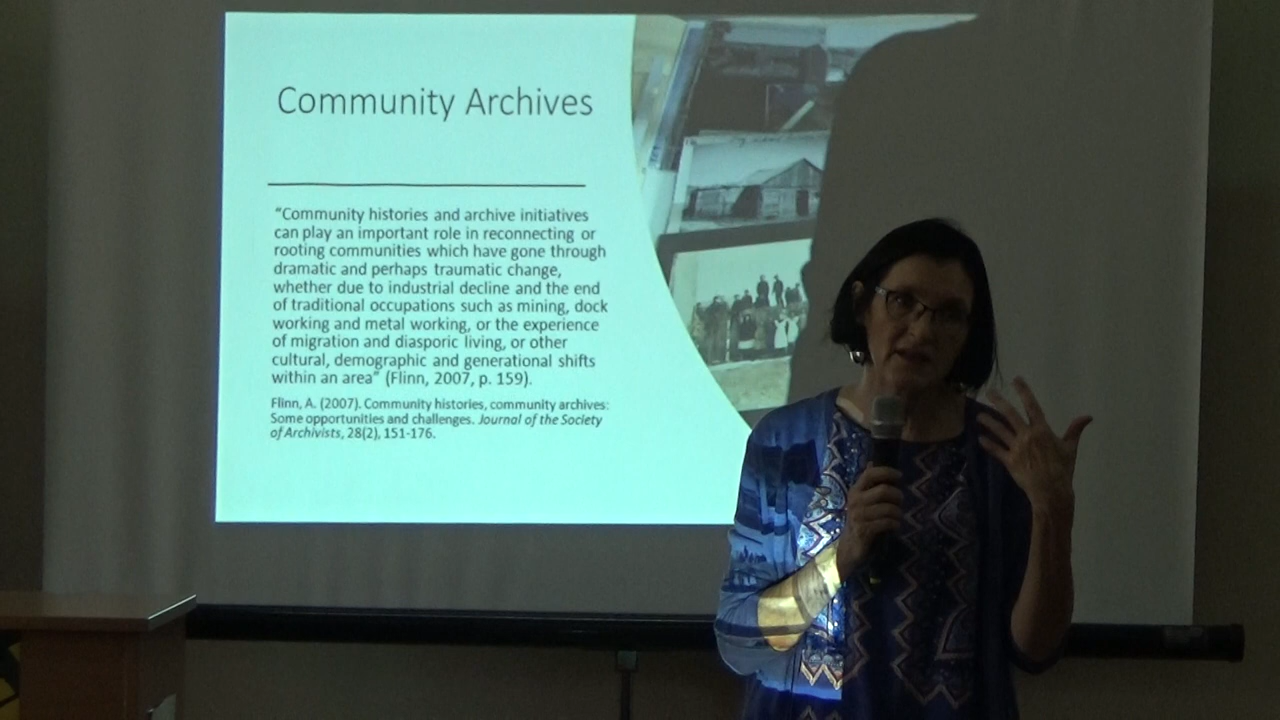 Community Archives
“Community histories and archive initiatives
can play an important role in reconnecting or
rooting communities which have gone through
dramatic and perhaps traumatic change,
whether due to industrial decline and the end
of traditional occupations such as mining, dock
working and metal working, or the experience
of migration and diasporic living, or other
cultural, demographic and generational shifts
within an area” (Flinn, 2007, p. 159).
Flinn, A. (2007). Community histories, community archives:
Some opportunities and challenges. Journal of the Society
of Archivists, 28(2), 151-176.